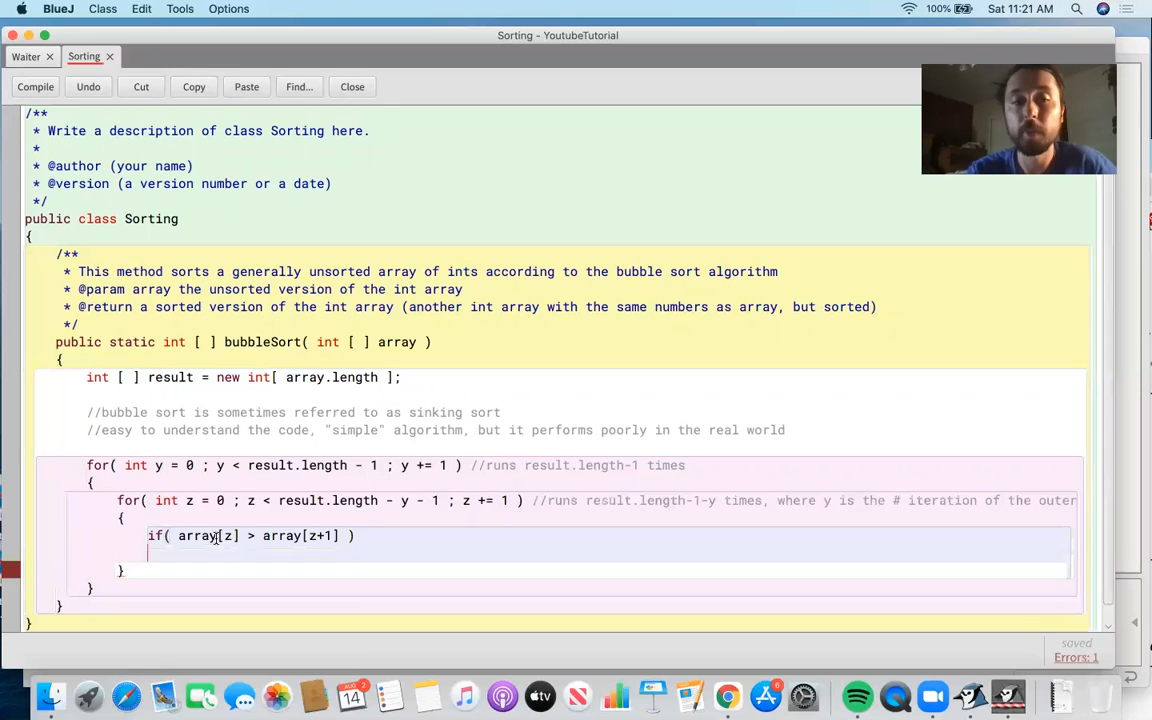 BlueJ Class Edit Tools Options 100% Sat 11:21 AM
Sorting - YoutubeTutorial
Waiter × Sorting ×
Compile Undo Cut Copy Paste Find... Close
/**
* Write a description of class Sorting here.
*
* @author (your name)
* @version (a version number or a date)
*/
public class Sorting
{
/**
* This method sorts a generally unsorted array of ints according to the bubble sort algorithm
* @param array the unsorted version of the int array
* @return a sorted version of the int array (another int array with the same numbers as array, but sorted)
*/
public static int [ ] bubbleSort( int [ ] array )
{
int [ ] result = new int[ array.length ];
//bubble sort is sometimes referred to as sinking sort
//easy to understand the code, "simple" algorithm, but it performs poorly in the real world
for( int y = 0 ; y < result.length - 1 ; y += 1 ) //runs result.length-1 times
{
for( int z = 0 ; z < result.length - y - 1 ; z += 1 ) //runs result.length-1-y times, where y is the # iteration of the outer
{
if( array[z] > array[z+1] )
}
}
}
}
saved
Errors: 1
AUG 2
14
6
tv